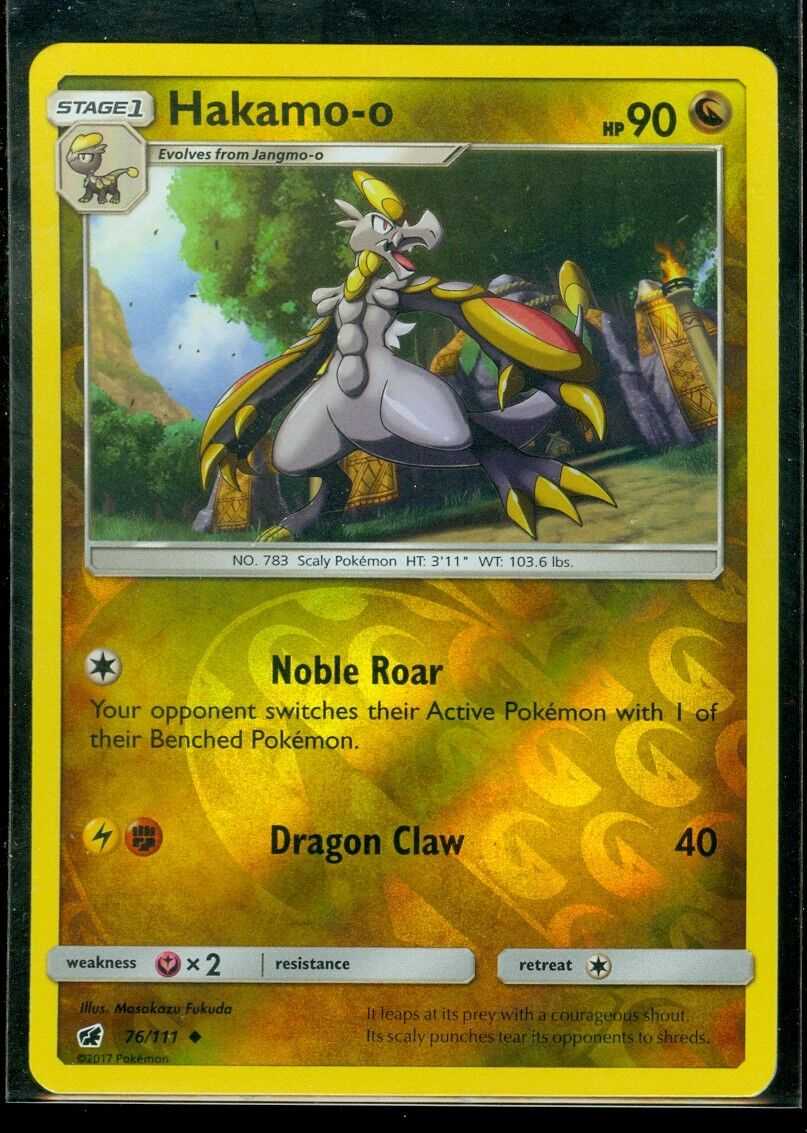 STAGE1
Hakamo-o
HP 90
Evolves from Jangmo-o
NO. 783 Scaly Pokémon HT: 3'11" WT: 103.6 lbs.
Noble Roar
Your opponent switches their Active Pokémon with 1 of
their Benched Pokémon.
Dragon Claw 40
weakness ×2 resistance retreat
Illus. Masakazu Fukuda
76/111
©2017 Pokémon
It leaps at its prey with a courageous shout.
Its scaly punches tear its opponents to shreds.